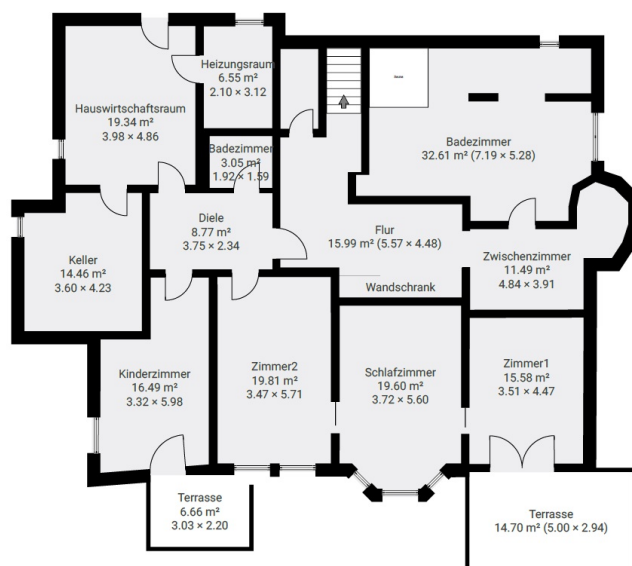 Heizungsraum
6.55 m²
2.10 × 3.12
Hauswirtschaftsraum
19.34 m²
3.98 × 4.86
Badezimmer
3.05 m²
1.92 × 1.59
Badezimmer
32.61 m² (7.19 × 5.28)
Diele
8.77 m²
3.75 × 2.34
Flur
15.99 m² (5.57 × 4.48)
Keller
14.46 m²
3.60 × 4.23
Zwischenzimmer
11.49 m²
4.84 × 3.91
Wandschrank
Kinderzimmer
16.49 m²
3.32 × 5.98
Zimmer2
19.81 m²
3.47 × 5.71
Schlafzimmer
19.60 m²
3.72 × 5.60
Zimmer1
15.58 m²
3.51 × 4.47
Terrasse
6.66 m²
3.03 × 2.20
Terrasse
14.70 m² (5.00 × 2.94)